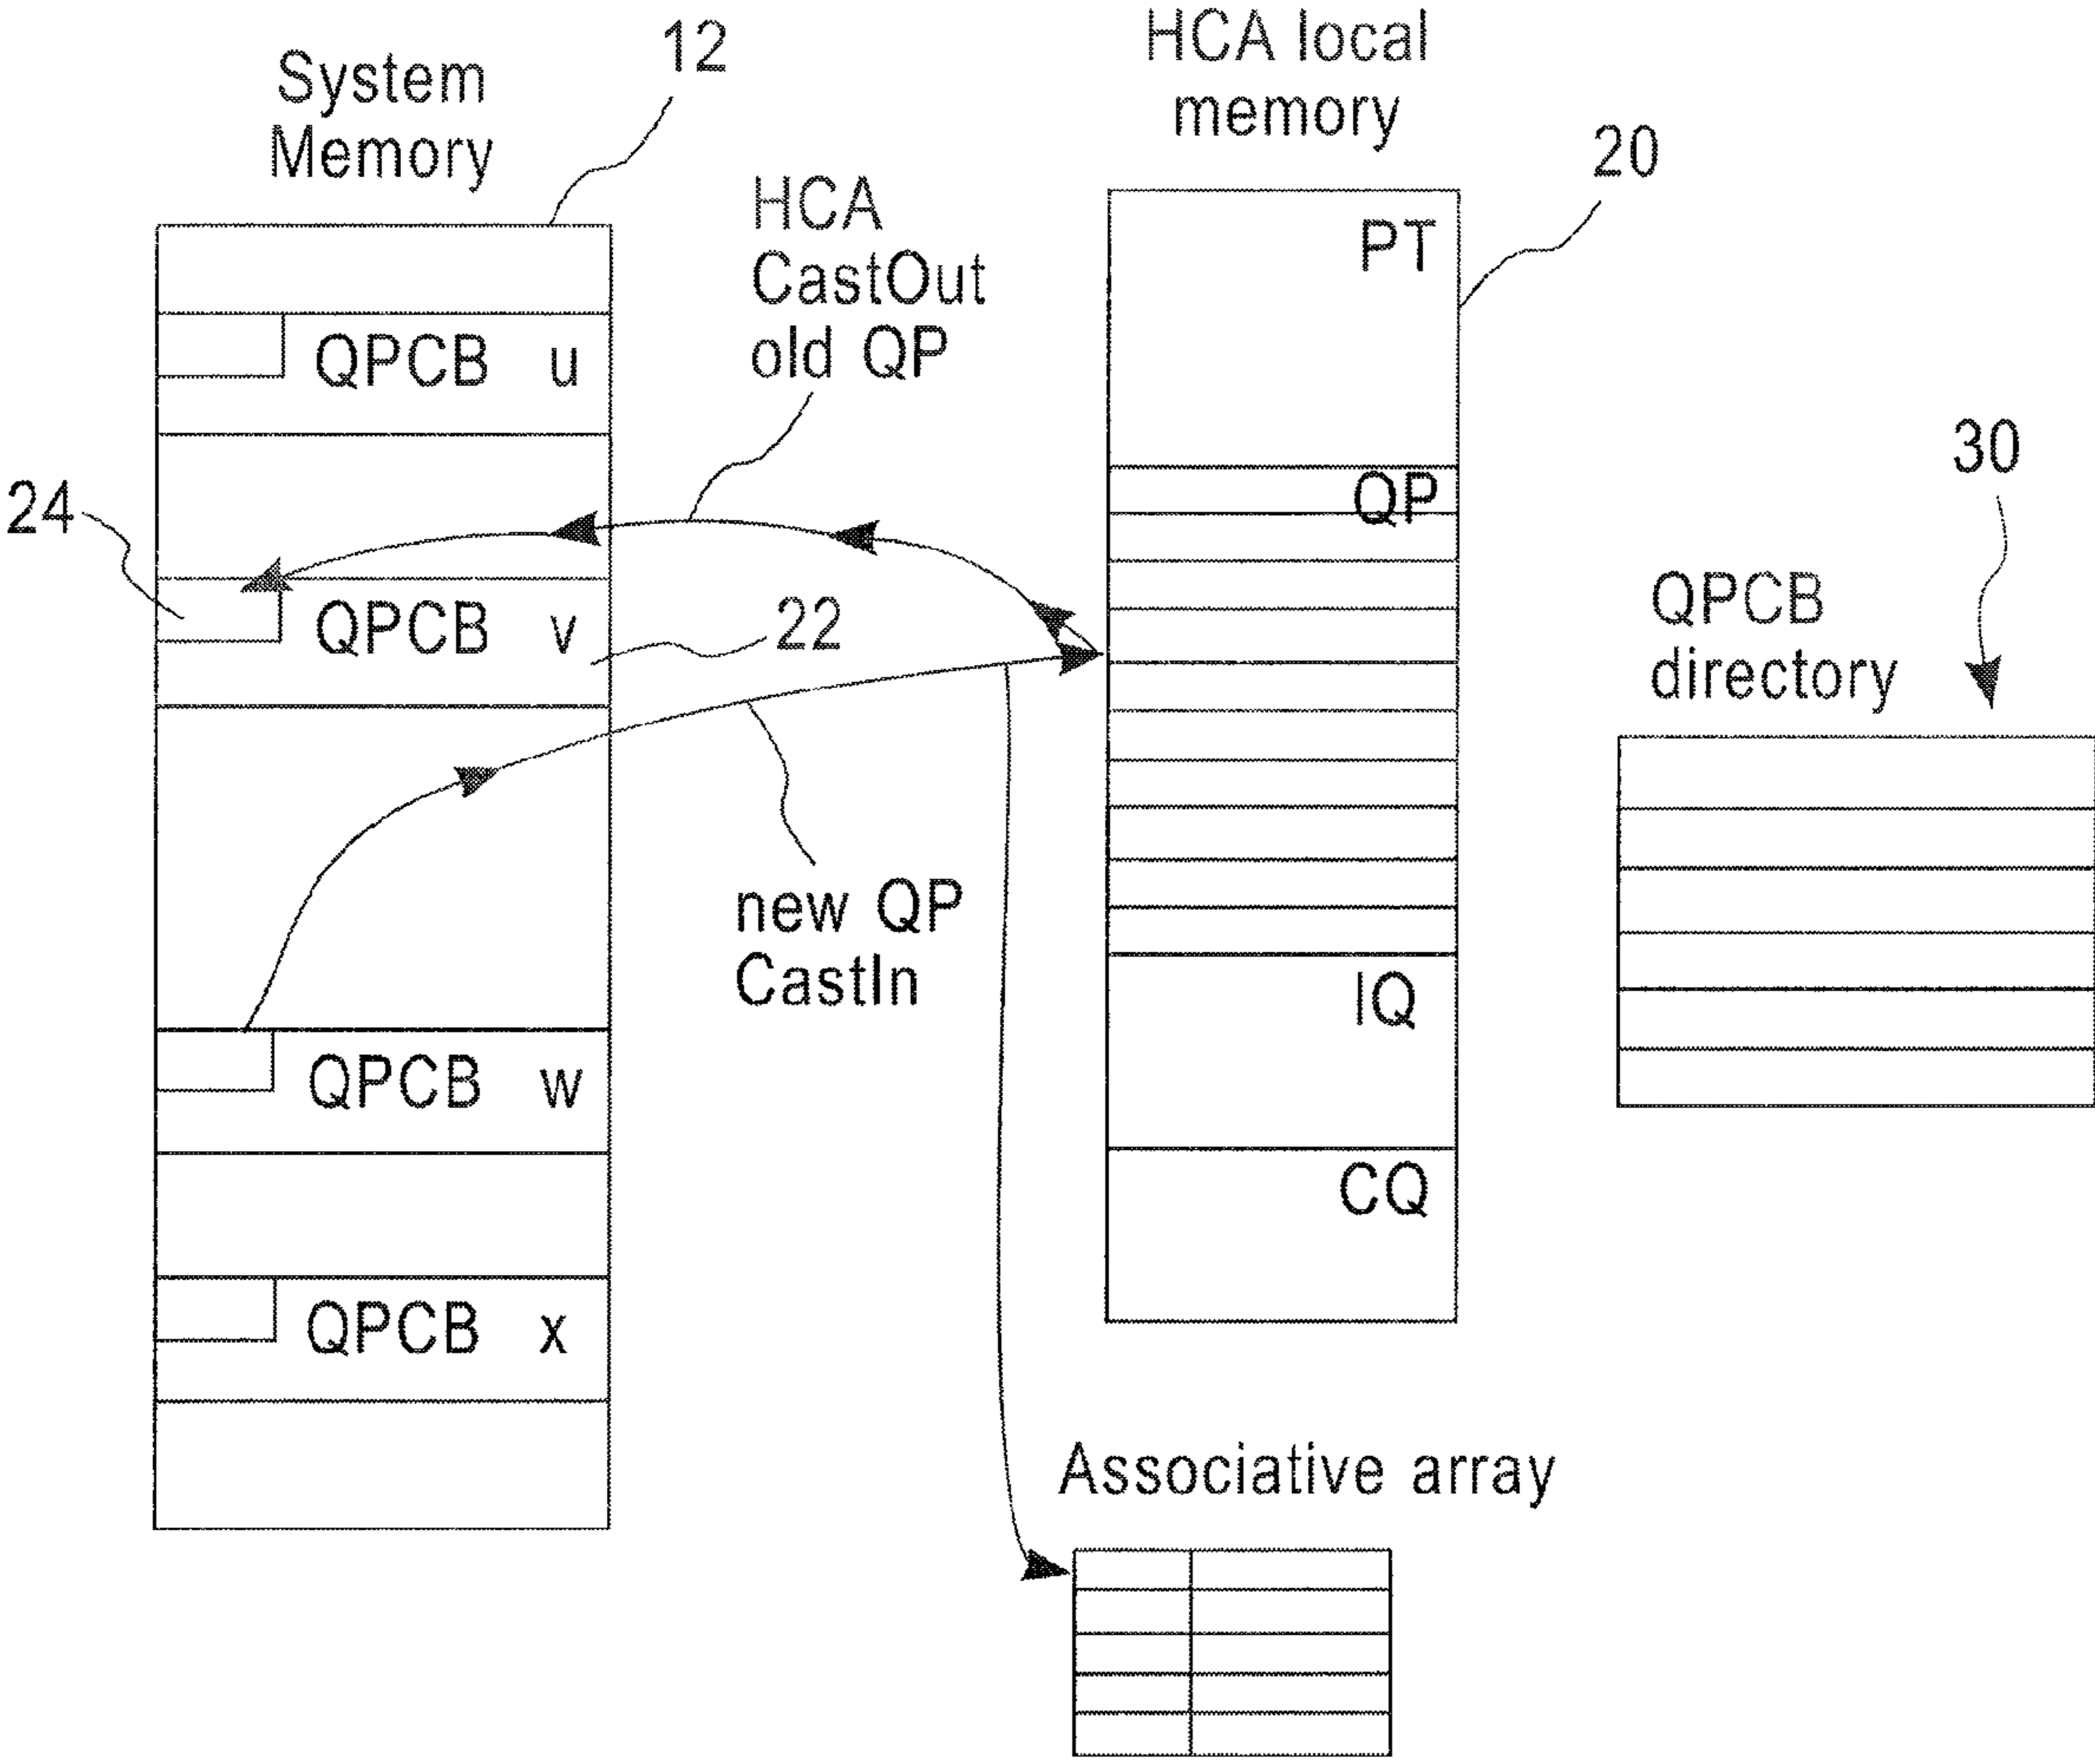 System
Memory
12
HCA local
memory
20
HCA
CastOut
old QP
PT
QPCB u
QP
24
30
QPCB
directory
QPCB v
22
new QP
CastIn
IQ
QPCB w
CQ
QPCB x
Associative array